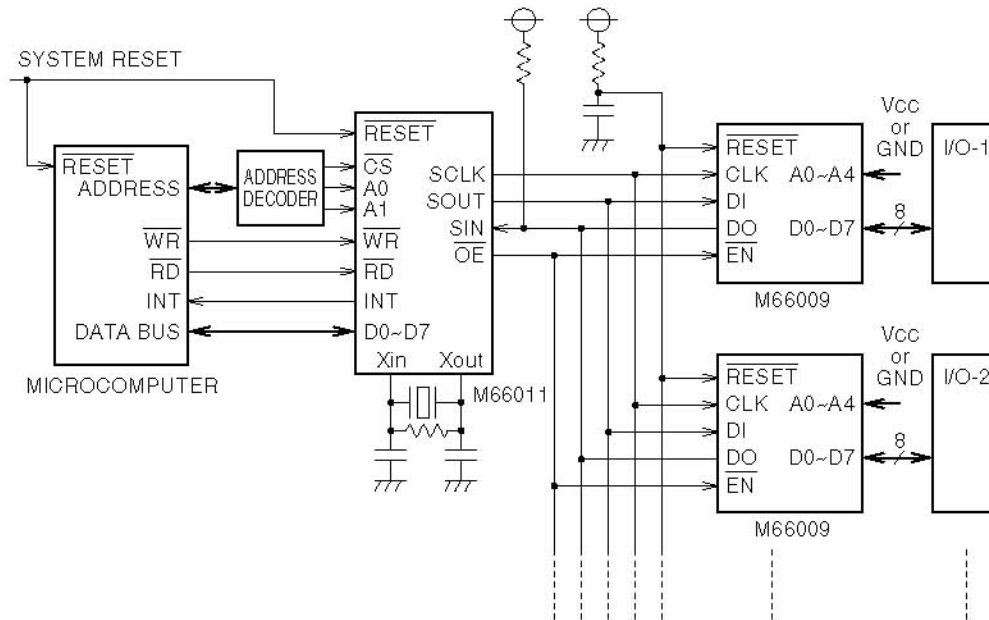 SYSTEM RESET
RESET
ADDRESS
WR
RD
INT
DATA BUS
MICROCOMPUTER
ADDRESS
DECODER
RESET
CS
A0
A1
WR
RD
INT
D0~D7
Xin
Xout
SCLK
SOUT
SIN
OE
M66011
RESET
CLK
DI
DO
EN
A0~A4
D0~D7
M66009
Vcc
or
GND
8
I/O-1
RESET
CLK
DI
DO
EN
A0~A4
D0~D7
M66009
Vcc
or
GND
8
I/O-2